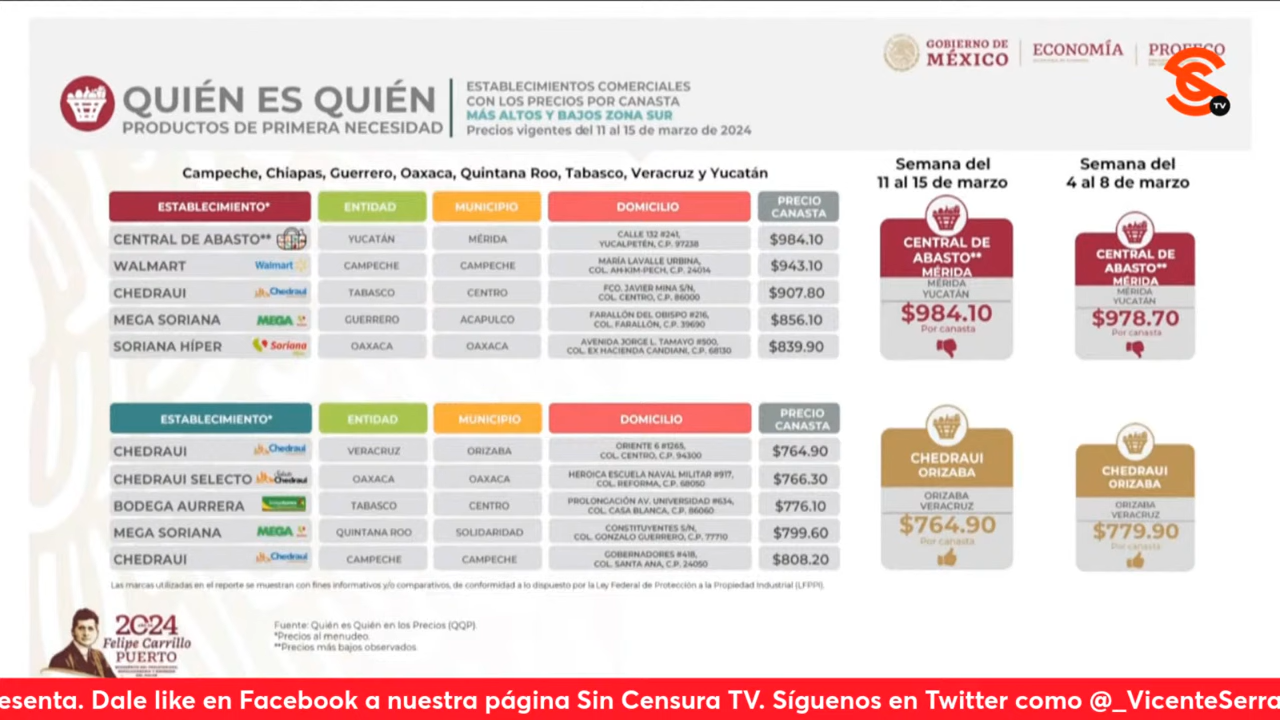 GOBIERNO DE
MÉXICO
ECONOMÍA
PROFECO
TV
QUIÉN ES QUIÉN
PRODUCTOS DE PRIMERA NECESIDAD
ESTABLECIMIENTOS COMERCIALES
CON LOS PRECIOS POR CANASTA
MÁS ALTOS Y BAJOS ZONA SUR
Precios vigentes del 11 al 15 de marzo de 2024
Campeche, Chiapas, Guerrero, Oaxaca, Quintana Roo, Tabasco, Veracruz y Yucatán
ESTABLECIMIENTO* ENTIDAD MUNICIPIO DOMICILIO PRECIO CANASTA
CENTRAL DE ABASTO** YUCATÁN MÉRIDA CALLE 132 #241, YUCALPETÉN, C.P. 97238 $984.10
WALMART Walmart CAMPECHE CAMPECHE MARÍA LAVALLE URBINA, COL. AH-KIM-PECH, C.P. 24014 $943.10
CHEDRAUI Chedraui TABASCO CENTRO FCO. JAVIER MINA S/N, COL. CENTRO, C.P. 86000 $907.80
MEGA SORIANA MEGA GUERRERO ACAPULCO FARALLÓN DEL OBISPO #216, COL. FARALLÓN, C.P. 39690 $856.10
SORIANA HÍPER Soriana OAXACA OAXACA AVENIDA JORGE L. TAMAYO #500, COL. EX HACIENDA CANDIANI, C.P. 68130 $839.90
Semana del
11 al 15 de marzo
CENTRAL DE
ABASTO**
MÉRIDA
MÉRIDA
YUCATÁN
$984.10
Por canasta
Semana del
4 al 8 de marzo
CENTRAL DE
ABASTO**
MÉRIDA
MÉRIDA
YUCATÁN
$978.70
Por canasta
ESTABLECIMIENTO* ENTIDAD MUNICIPIO DOMICILIO PRECIO CANASTA
CHEDRAUI Chedraui VERACRUZ ORIZABA ORIENTE 6 #1265, COL. CENTRO, C.P. 94300 $764.90
CHEDRAUI SELECTO Selecto Chedraui OAXACA OAXACA HEROICA ESCUELA NAVAL MILITAR #917, COL. REFORMA, C.P. 68050 $766.30
BODEGA AURRERA TABASCO CENTRO PROLONGACIÓN AV. UNIVERSIDAD #634, COL. CASA BLANCA, C.P. 86060 $776.10
MEGA SORIANA MEGA QUINTANA ROO SOLIDARIDAD CONSTITUYENTES S/N, COL. GONZALO GUERRERO, C.P. 77710 $799.60
CHEDRAUI Chedraui CAMPECHE CAMPECHE GOBERNADORES #418, COL. SANTA ANA, C.P. 24050 $808.20
CHEDRAUI
ORIZABA
ORIZABA
VERACRUZ
$764.90
Por canasta
CHEDRAUI
ORIZABA
ORIZABA
VERACRUZ
$779.90
Por canasta
Las marcas utilizadas en el reporte se muestran con fines informativos y/o comparativos, de conformidad a lo dispuesto por la Ley Federal de Protección a la Propiedad Industrial (LFPPI).
2024
Felipe Carrillo
PUERTO
Fuente: Quién es Quién en los Precios (QQP).
*Precios al menudeo.
**Precios más bajos observados
esenta. Dale like en Facebook a nuestra página Sin Censura TV. Síguenos en Twitter como @_VicenteSerra